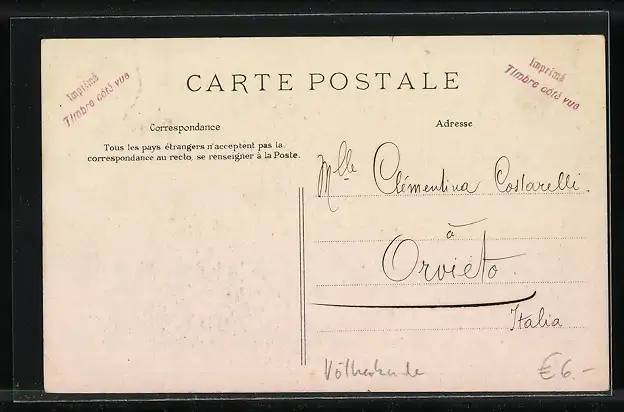 Imprimé
Timbre côté vue
CARTE POSTALE
Imprimé
Timbre côté vue
Correspondance
Tous les pays étrangers n'acceptent pas la
correspondance au recto, se renseigner à la Poste.
Adresse
Mlle Clémentina Costarelli.
à
Orvieto.
Italia
Völkerkunde
€ 6.-